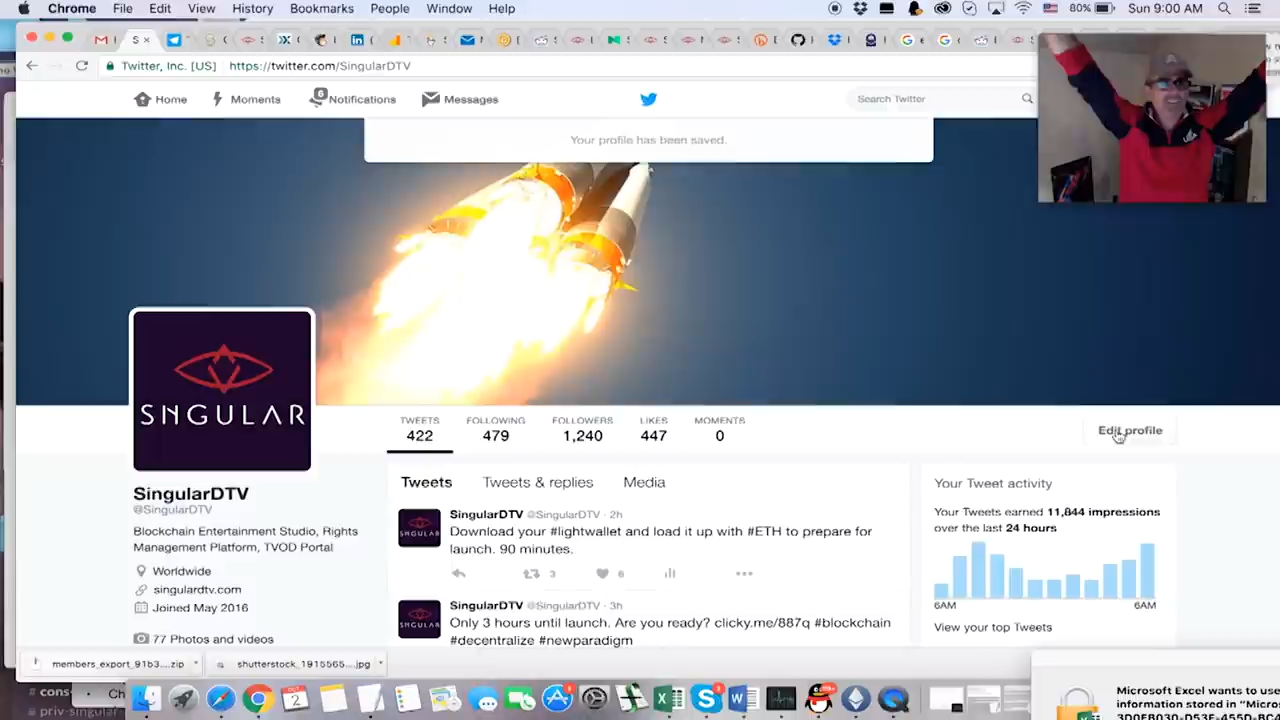 Chrome File Edit View History Bookmarks People Window Help 80% Sun 9:00 AM
Twitter, Inc. [US] https://twitter.com/SingularDTV
Home Moments 6 Notifications Messages Search Twitter
Your profile has been saved.
SNGULAR
TWEETS FOLLOWING FOLLOWERS LIKES MOMENTS
422 479 1,240 447 0
Edit profile
SingularDTV
@SingularDTV
Blockchain Entertainment Studio, Rights
Management Platform, TVOD Portal
Worldwide
singulardtv.com
Joined May 2016
77 Photos and videos
Tweets Tweets & replies Media
SingularDTV @SingularDTV · 2h
Download your #lightwallet and load it up with #ETH to prepare for
launch. 90 minutes.
3 6
SingularDTV @SingularDTV · 3h
Only 3 hours until launch. Are you ready? clicky.me/887q #blockchain
#decentralize #newparadigm
Your Tweet activity
Your Tweets earned 11,844 impressions
over the last 24 hours
6AM 6AM
View your top Tweets
members_export_91b3....zip shutterstock_1915565....jpg
Microsoft Excel wants to use
information stored in "Micro
# cons
# priv-singular